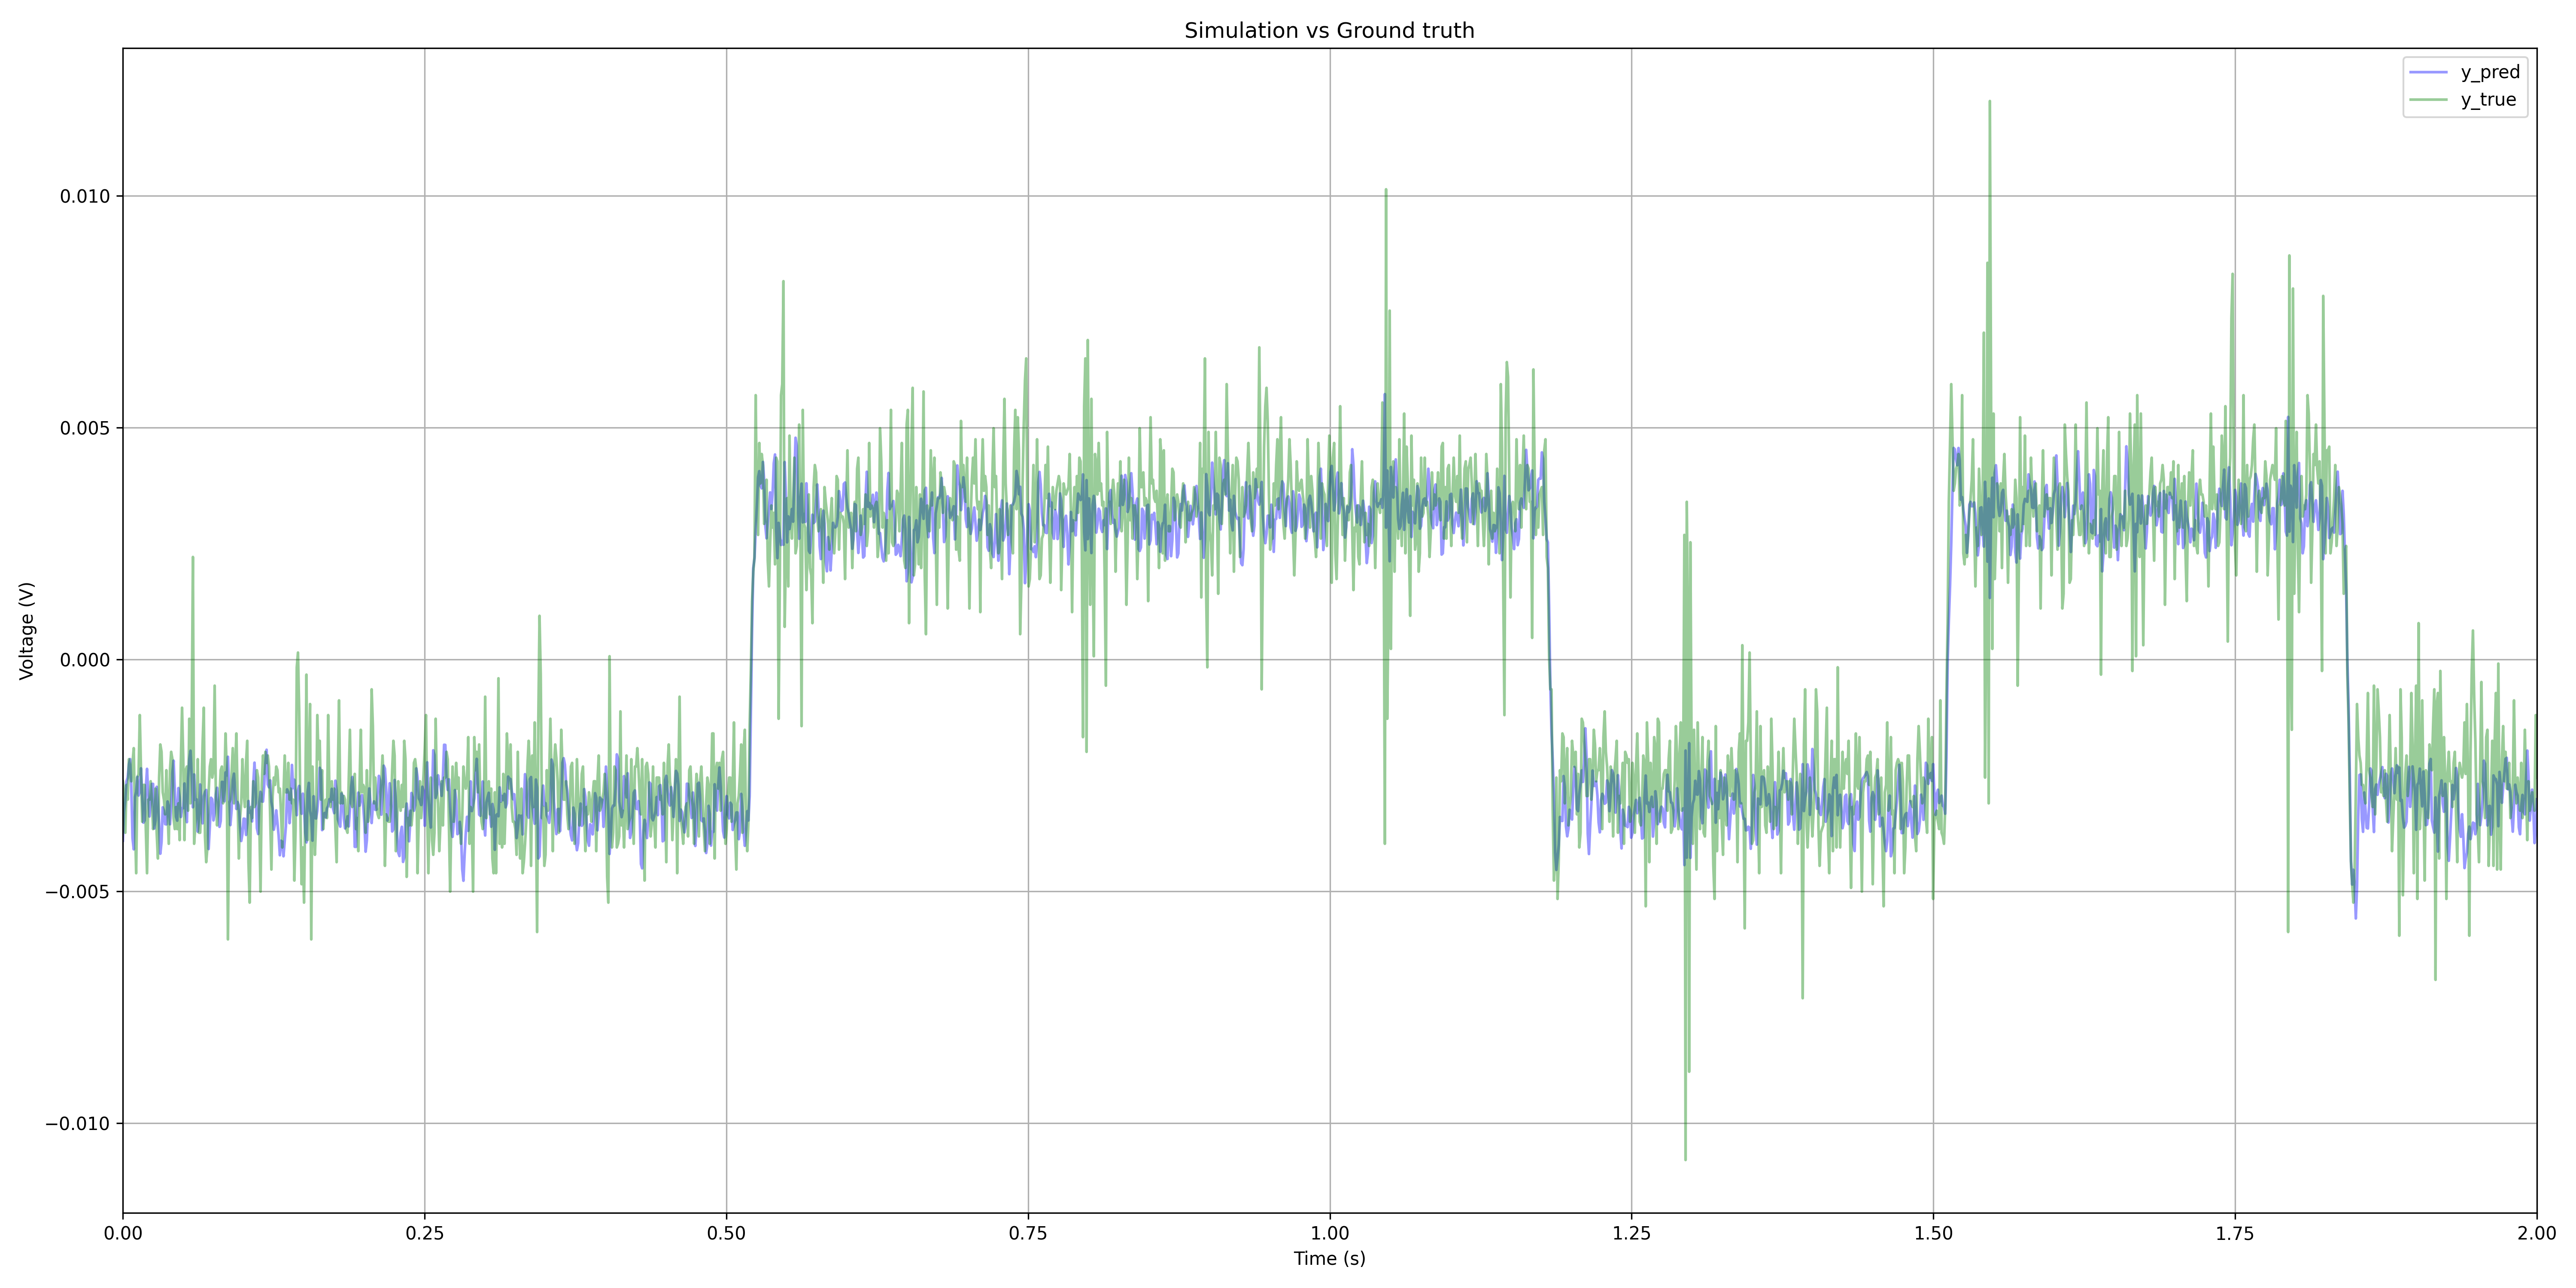 Simulation vs Ground truth
y_pred
y_true
0.010
0.005
0.000
−0.005
−0.010
Voltage (V)
0.00 0.25 0.50 0.75 1.00 1.25 1.50 1.75 2.00
Time (s)